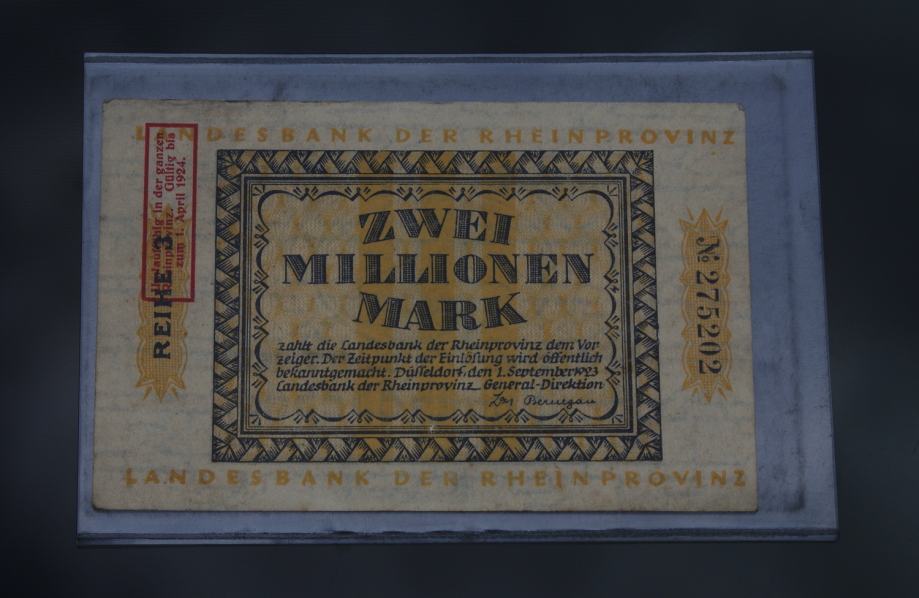 LANDESBANK DER RHEINPROVINZ
in der ganzen
Gültig bis
zum 1. April 1924.
REIHE 3
ZWEI
MILLIONEN
MARK
zahlt die Landesbank der Rheinprovinz dem Vor
zeiger. Der Zeitpunkt der Einlösung wird öffentlich
bekanntgemacht. Düsseldorf, den 1. September 1923
Landesbank der Rheinprovinz General-Direktion
№ 275202
LANDESBANK DER RHEINPROVINZ